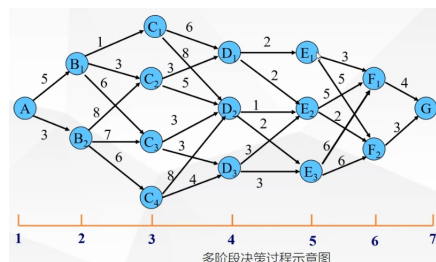 C₁ 6
1 8 D₁ 2 E₁ 3
B₁ 3 C₂ 3 2 5 F₁ 4
5 6 5 D₂ 1 E₂ 5
A 8 G
3 B₂ 7 C₃ 3 2 2 3
6 3 3 6 F₂
8 D₃ 3 E₃ 6
C₄ 4
1 2 3 4 5 6 7
多阶段决策过程示意图